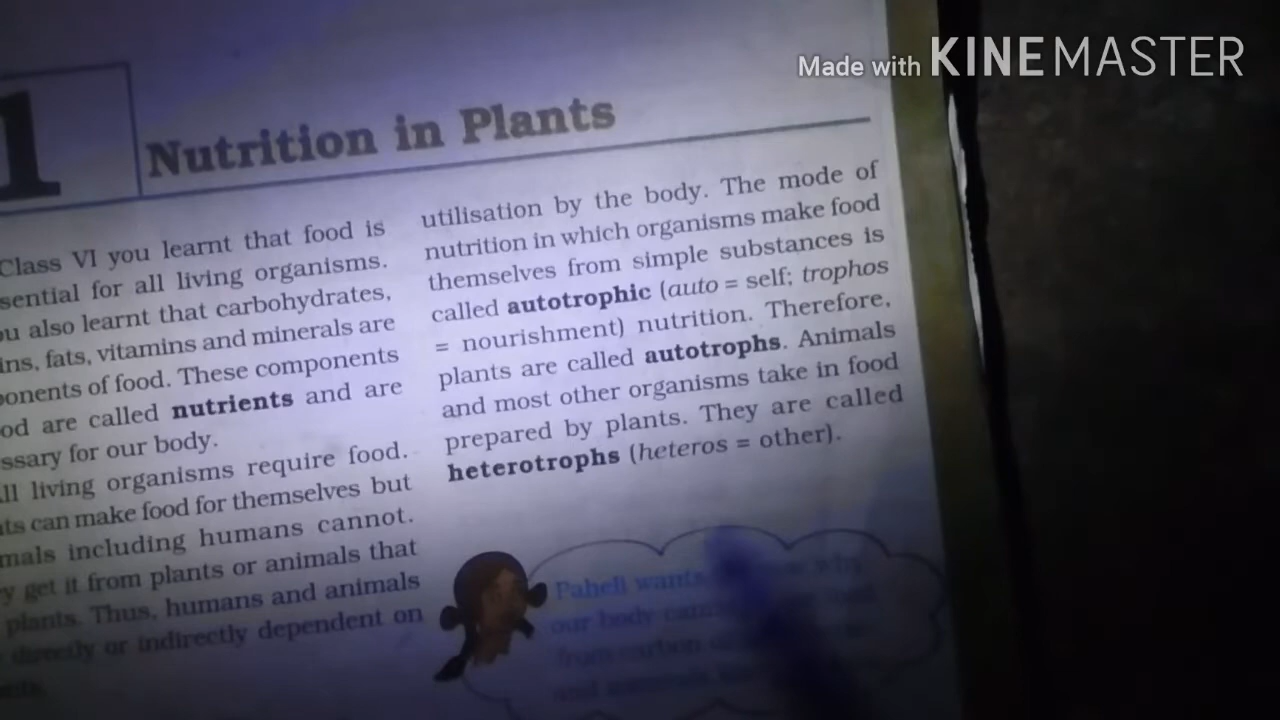 Made with KINEMASTER
1
Nutrition in Plants
Class VI you learnt that food is
sential for all living organisms.
ou also learnt that carbohydrates,
ins, fats, vitamins and minerals are
ponents of food. These components
od are called nutrients and are
ssary for our body.
ll living organisms require food.
ts can make food for themselves but
mals including humans cannot.
y get it from plants or animals that
plants. Thus, humans and animals
directly or indirectly dependent on
utilisation by the body. The mode of
nutrition in which organisms make food
themselves from simple substances is
called autotrophic (auto = self; trophos
= nourishment) nutrition. Therefore,
plants are called autotrophs. Animals
and most other organisms take in food
prepared by plants. They are called
heterotrophs (heteros = other).
Paheli wants
our body
from carbon